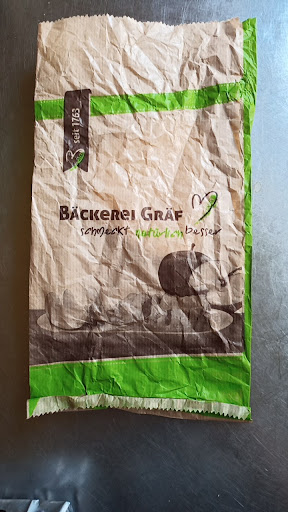 seit 1763
BÄCKEREI GRÄF
schmeckt natürlich besser